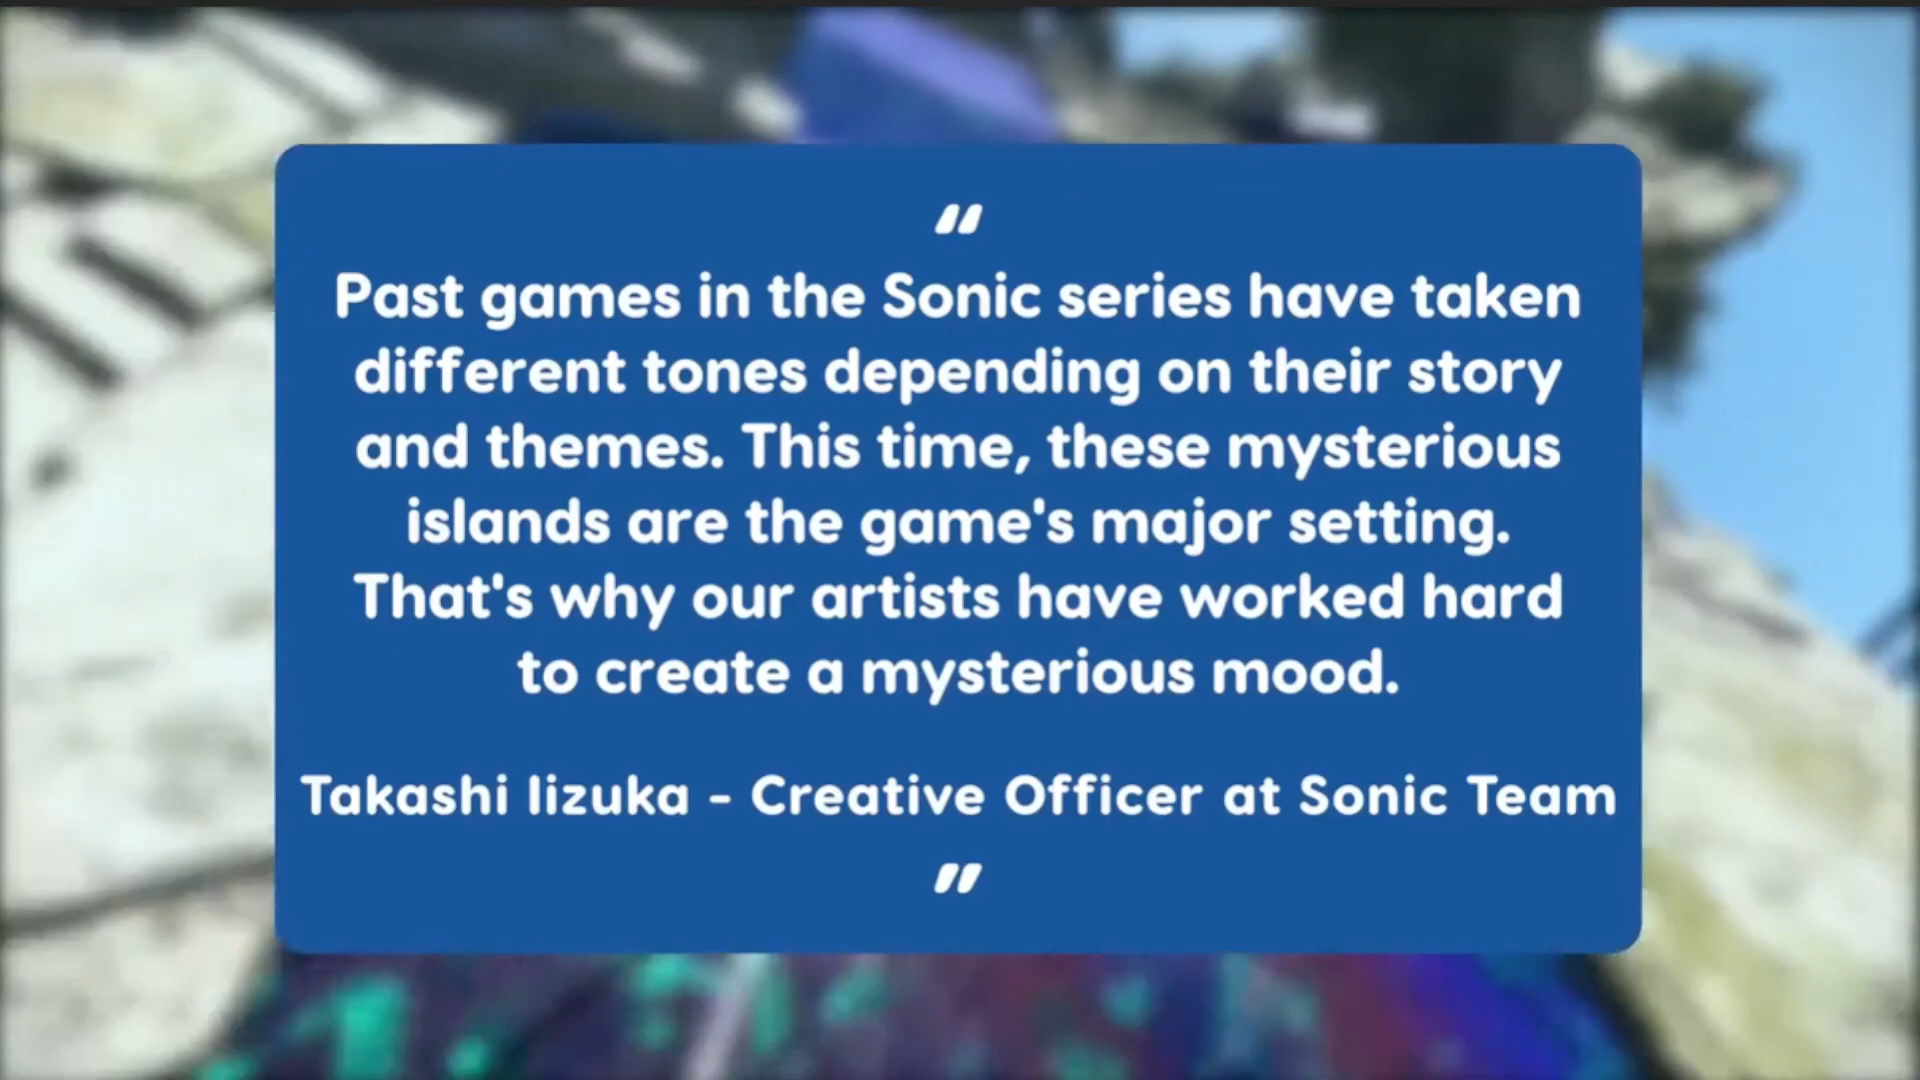 "
Past games in the Sonic series have taken
different tones depending on their story
and themes. This time, these mysterious
islands are the game's major setting.
That's why our artists have worked hard
to create a mysterious mood.
Takashi Iizuka - Creative Officer at Sonic Team
"